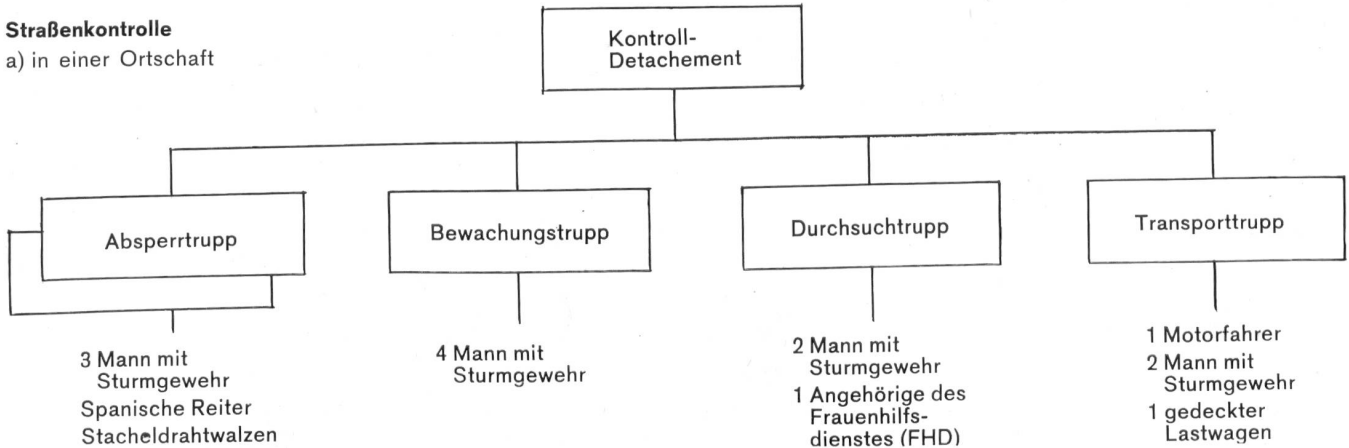 Straßenkontrolle
a) in einer Ortschaft
Kontroll-
Detachement
Absperrtrupp
Bewachungstrupp
Durchsuchtrupp
Transporttrupp
3 Mann mit
Sturmgewehr
Spanische Reiter
Stacheldrahtwalzen
4 Mann mit
Sturmgewehr
2 Mann mit
Sturmgewehr
1 Angehörige des
Frauenhilfs-
dienstes (FHD)
1 Motorfahrer
2 Mann mit
Sturmgewehr
1 gedeckter
Lastwagen